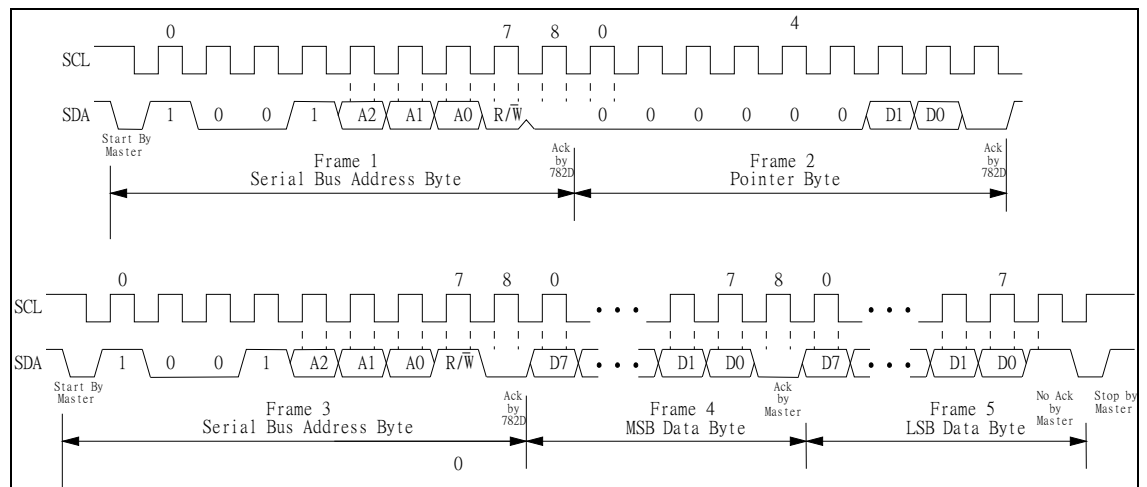 0 7 8 0 4
SCL
SDA 1 0 0 1 A2 A1 A0 R/W̅ 0 0 0 0 0 0 D1 D0
Start By
Master
Ack
by
782D
Ack
by
782D
Frame 1
Serial Bus Address Byte
Frame 2
Pointer Byte
0 7 8 0 7 8 0 7
SCL
SDA 1 0 0 1 A2 A1 A0 R/W̅ D7 D1 D0 D7 D1 D0
Start By
Master
Ack
by
782D
Ack
by
Master
No Ack
by
Master
Stop by
Master
Frame 3
Serial Bus Address Byte
Frame 4
MSB Data Byte
Frame 5
LSB Data Byte
0